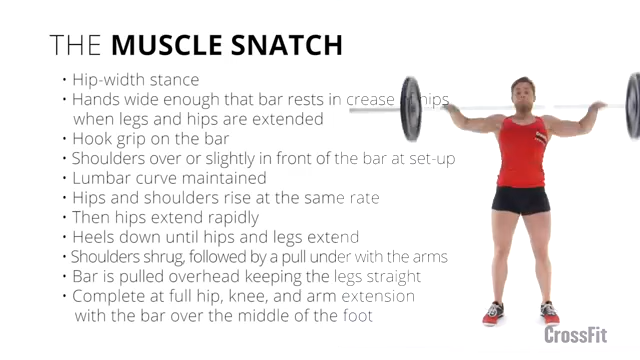 THE MUSCLE SNATCH
• Hip-width stance
• Hands wide enough that bar rests in crease of hips
when legs and hips are extended
• Hook grip on the bar
• Shoulders over or slightly in front of the bar at set-up
• Lumbar curve maintained
• Hips and shoulders rise at the same rate
• Then hips extend rapidly
• Heels down until hips and legs extend
• Shoulders shrug, followed by a pull under with the arms
• Bar is pulled overhead keeping the legs straight
• Complete at full hip, knee, and arm extension
with the bar over the middle of the foot
CrossFit